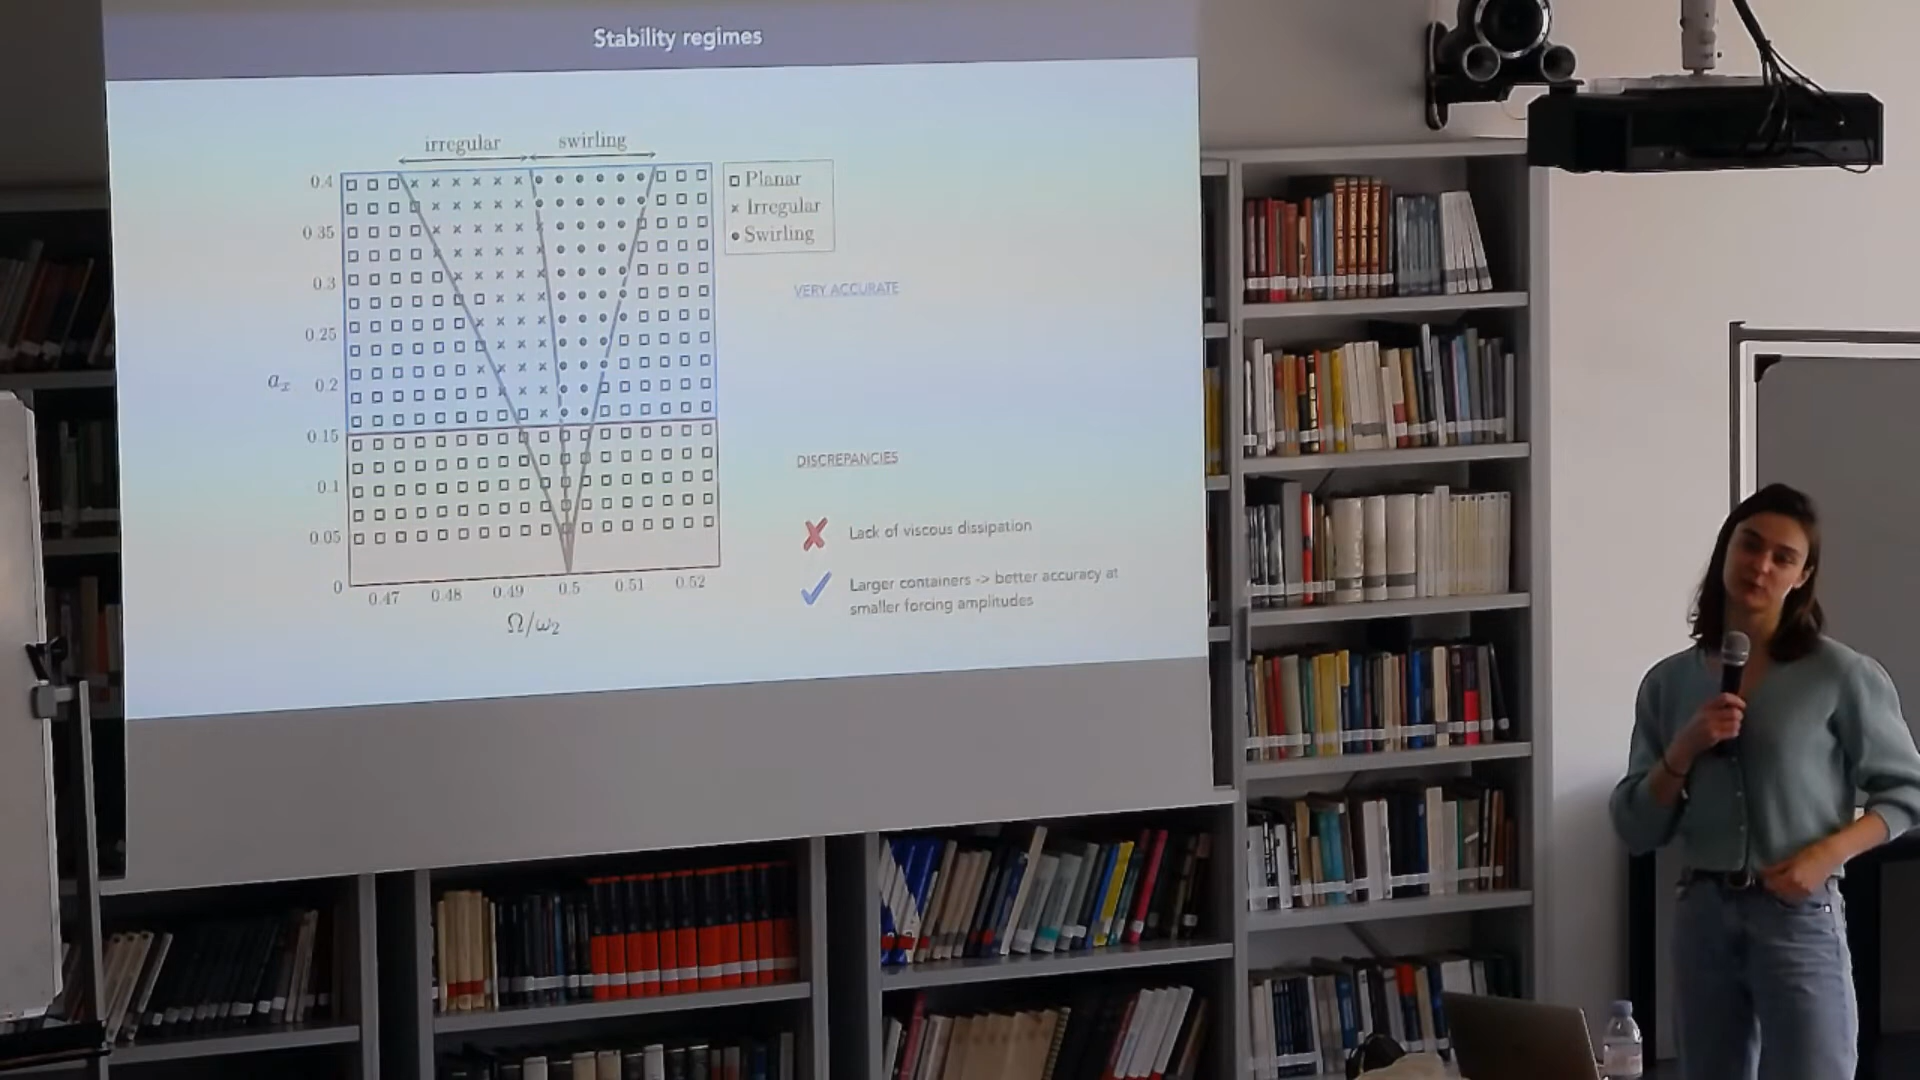 Stability regimes
irregular
swirling
Planar
Irregular
Swirling
0.4
0.35
0.3
0.25
0.2
0.15
0.1
0.05
0
a_x
0.47
0.48
0.49
0.5
0.51
0.52
Ω/ω₂
VERY ACCURATE
DISCREPANCIES
Lack of viscous dissipation
Larger containers -> better accuracy at
smaller forcing amplitudes